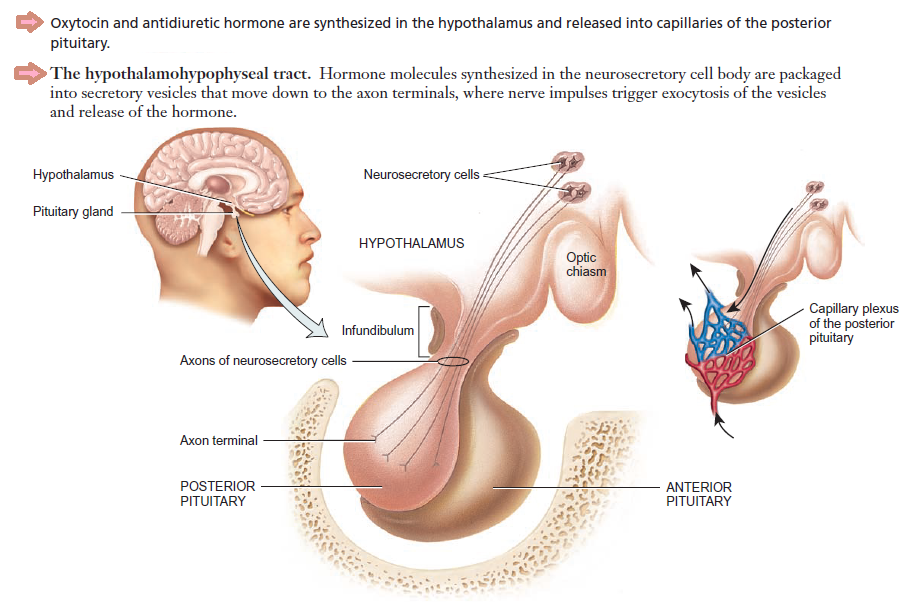 Oxytocin and antidiuretic hormone are synthesized in the hypothalamus and released into capillaries of the posterior
pituitary.
The hypothalamohypophyseal tract. Hormone molecules synthesized in the neurosecretory cell body are packaged
into secretory vesicles that move down to the axon terminals, where nerve impulses trigger exocytosis of the vesicles
and release of the hormone.
Hypothalamus
Pituitary gland
Neurosecretory cells
HYPOTHALAMUS
Optic
chiasm
Infundibulum
Axons of neurosecretory cells
Axon terminal
POSTERIOR
PITUITARY
ANTERIOR
PITUITARY
Capillary plexus
of the posterior
pituitary